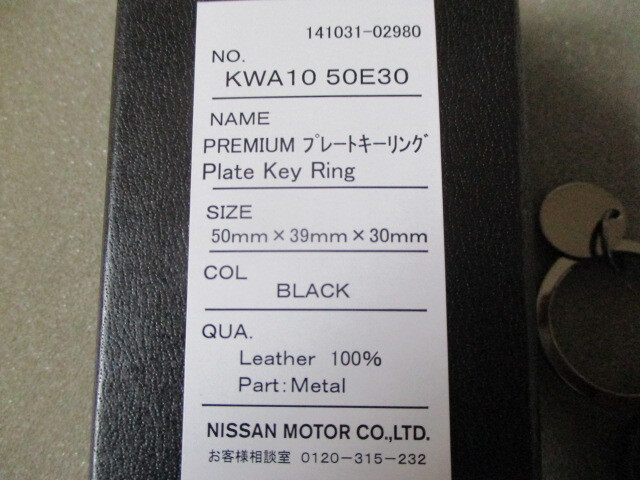 141031-02980
NO.
KWA10 50E30
NAME
PREMIUM プレートキーリング
Plate Key Ring
SIZE
50mm×39mm×30mm
COL
BLACK
QUA.
Leather 100%
Part:Metal
NISSAN MOTOR CO.,LTD.
お客様相談室 0120-315-232